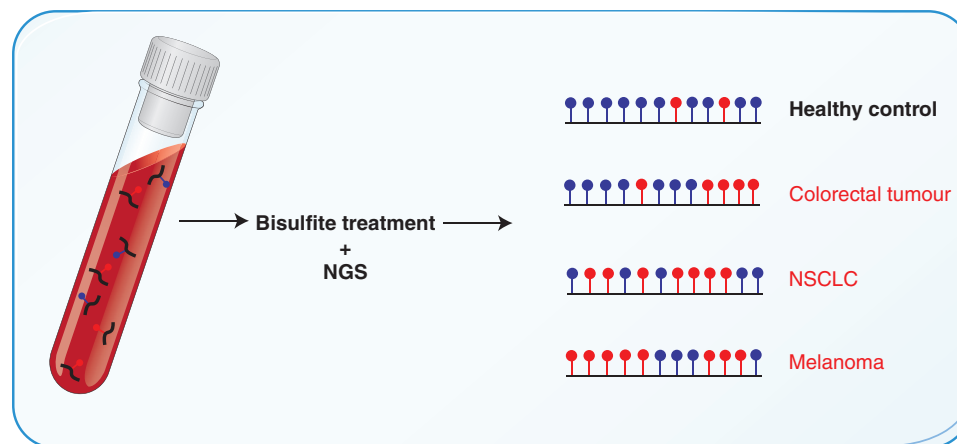 Healthy control
Colorectal tumour
Bisulfite treatment
+
NGS
NSCLC
Melanoma